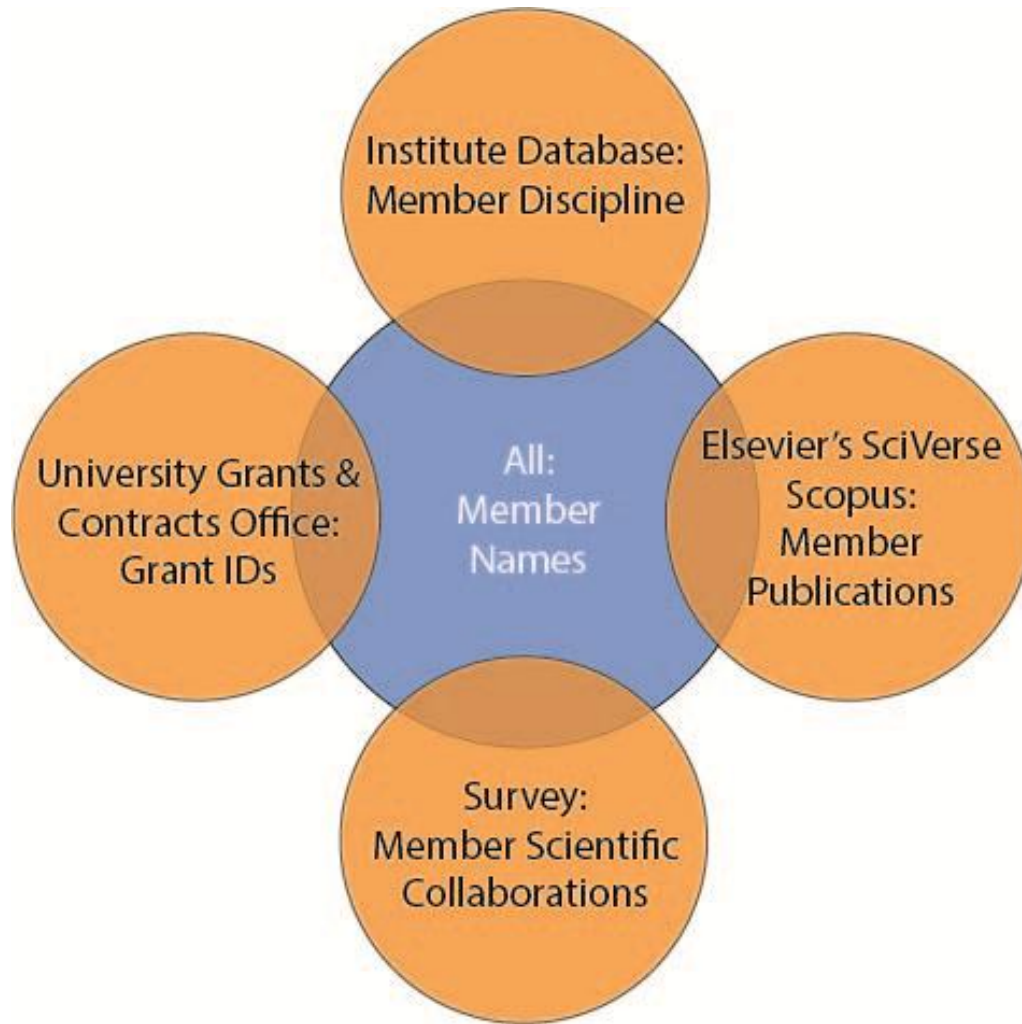 Institute Database:
Member Discipline
University Grants &
Contracts Office:
Grant IDs
All:
Member
Names
Elsevier’s SciVerse
Scopus:
Member
Publications
Survey:
Member Scientific
Collaborations